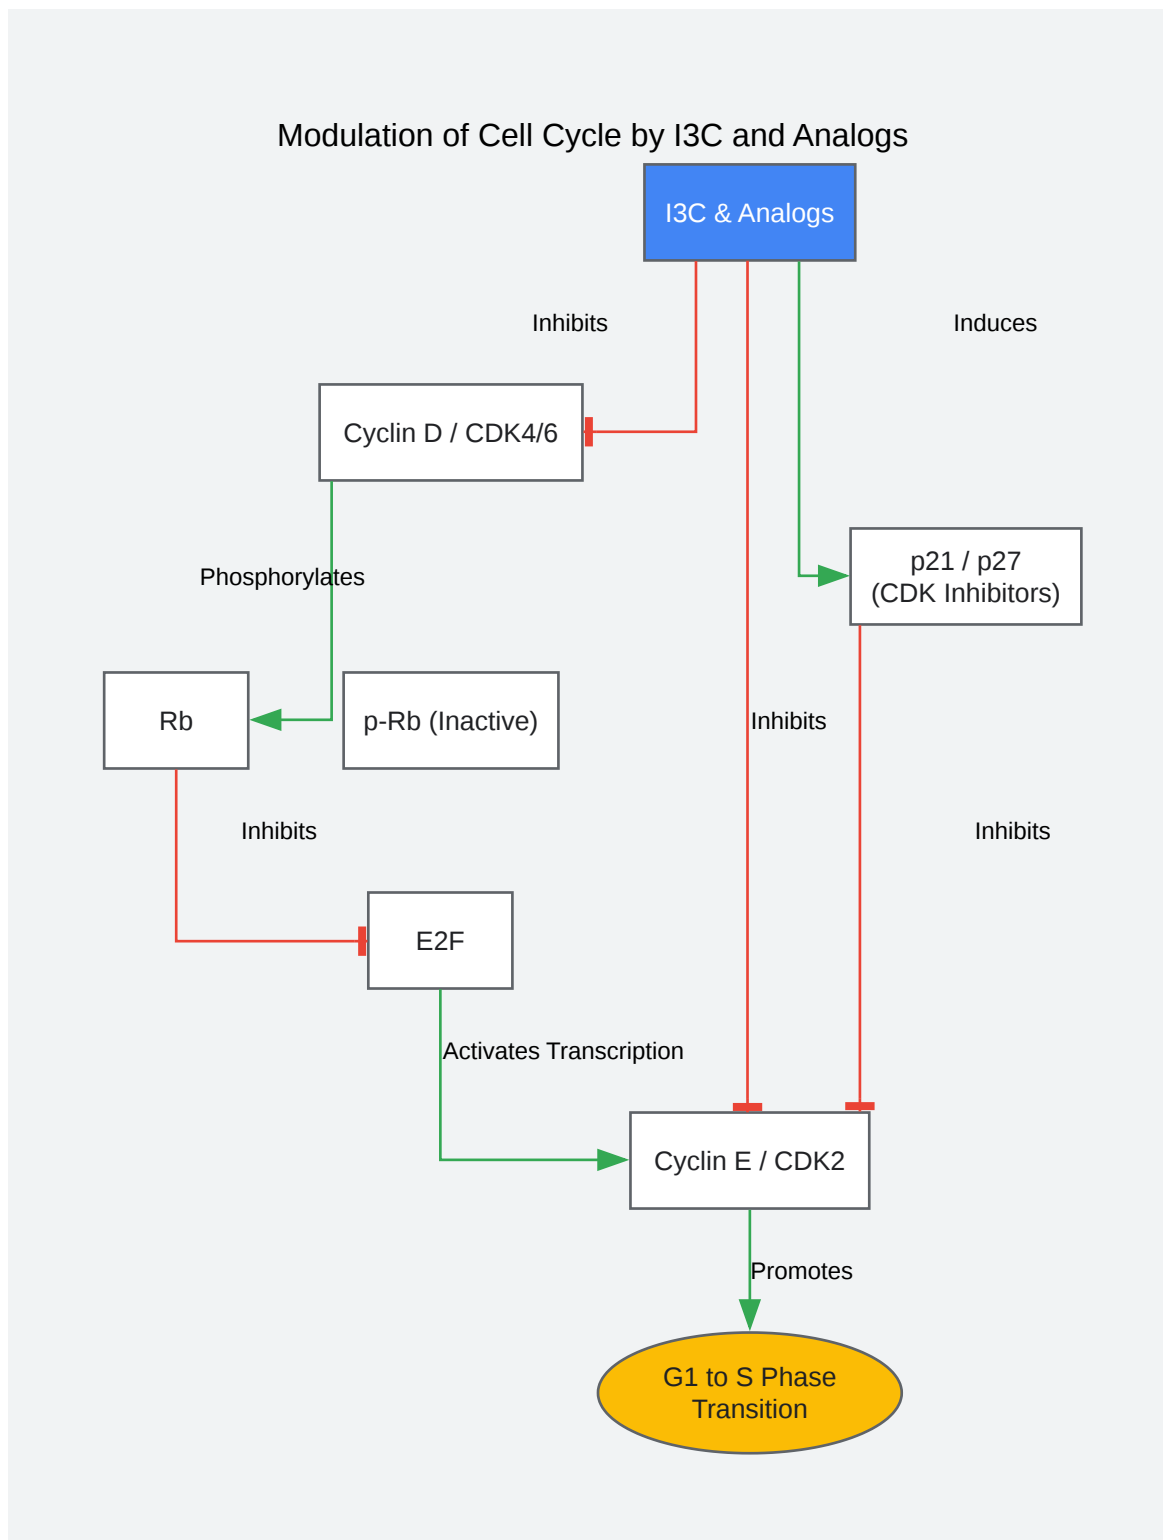 Modulation of Cell Cycle by I3C and Analogs
I3C & Analogs
Inhibits
Induces
Cyclin D / CDK4/6
p21 / p27
(CDK Inhibitors)
Phosphorylates
Rb
p-Rb (Inactive)
Inhibits
Inhibits
Inhibits
E2F
Activates Transcription
Cyclin E / CDK2
Promotes
G1 to S Phase
Transition